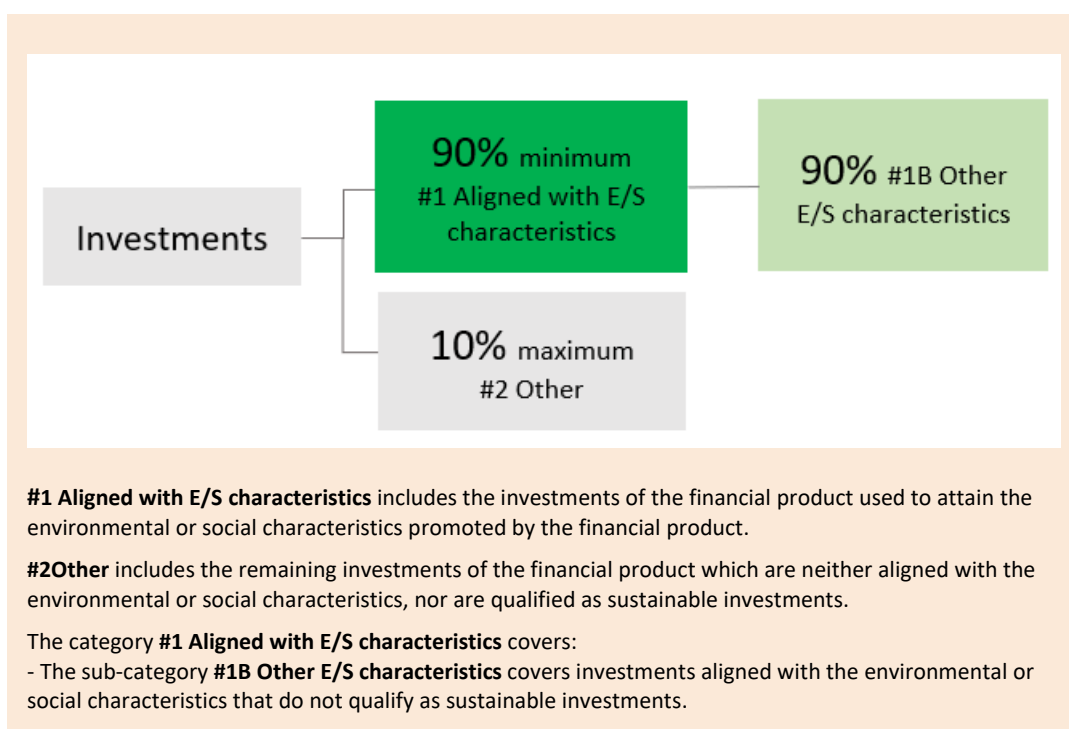 Investments
90% minimum
#1 Aligned with E/S
characteristics
90% #1B Other
E/S characteristics
10% maximum
#2 Other
#1 Aligned with E/S characteristics includes the investments of the financial product used to attain the
environmental or social characteristics promoted by the financial product.
#2Other includes the remaining investments of the financial product which are neither aligned with the
environmental or social characteristics, nor are qualified as sustainable investments.
The category #1 Aligned with E/S characteristics covers:
- The sub-category #1B Other E/S characteristics covers investments aligned with the environmental or
social characteristics that do not qualify as sustainable investments.